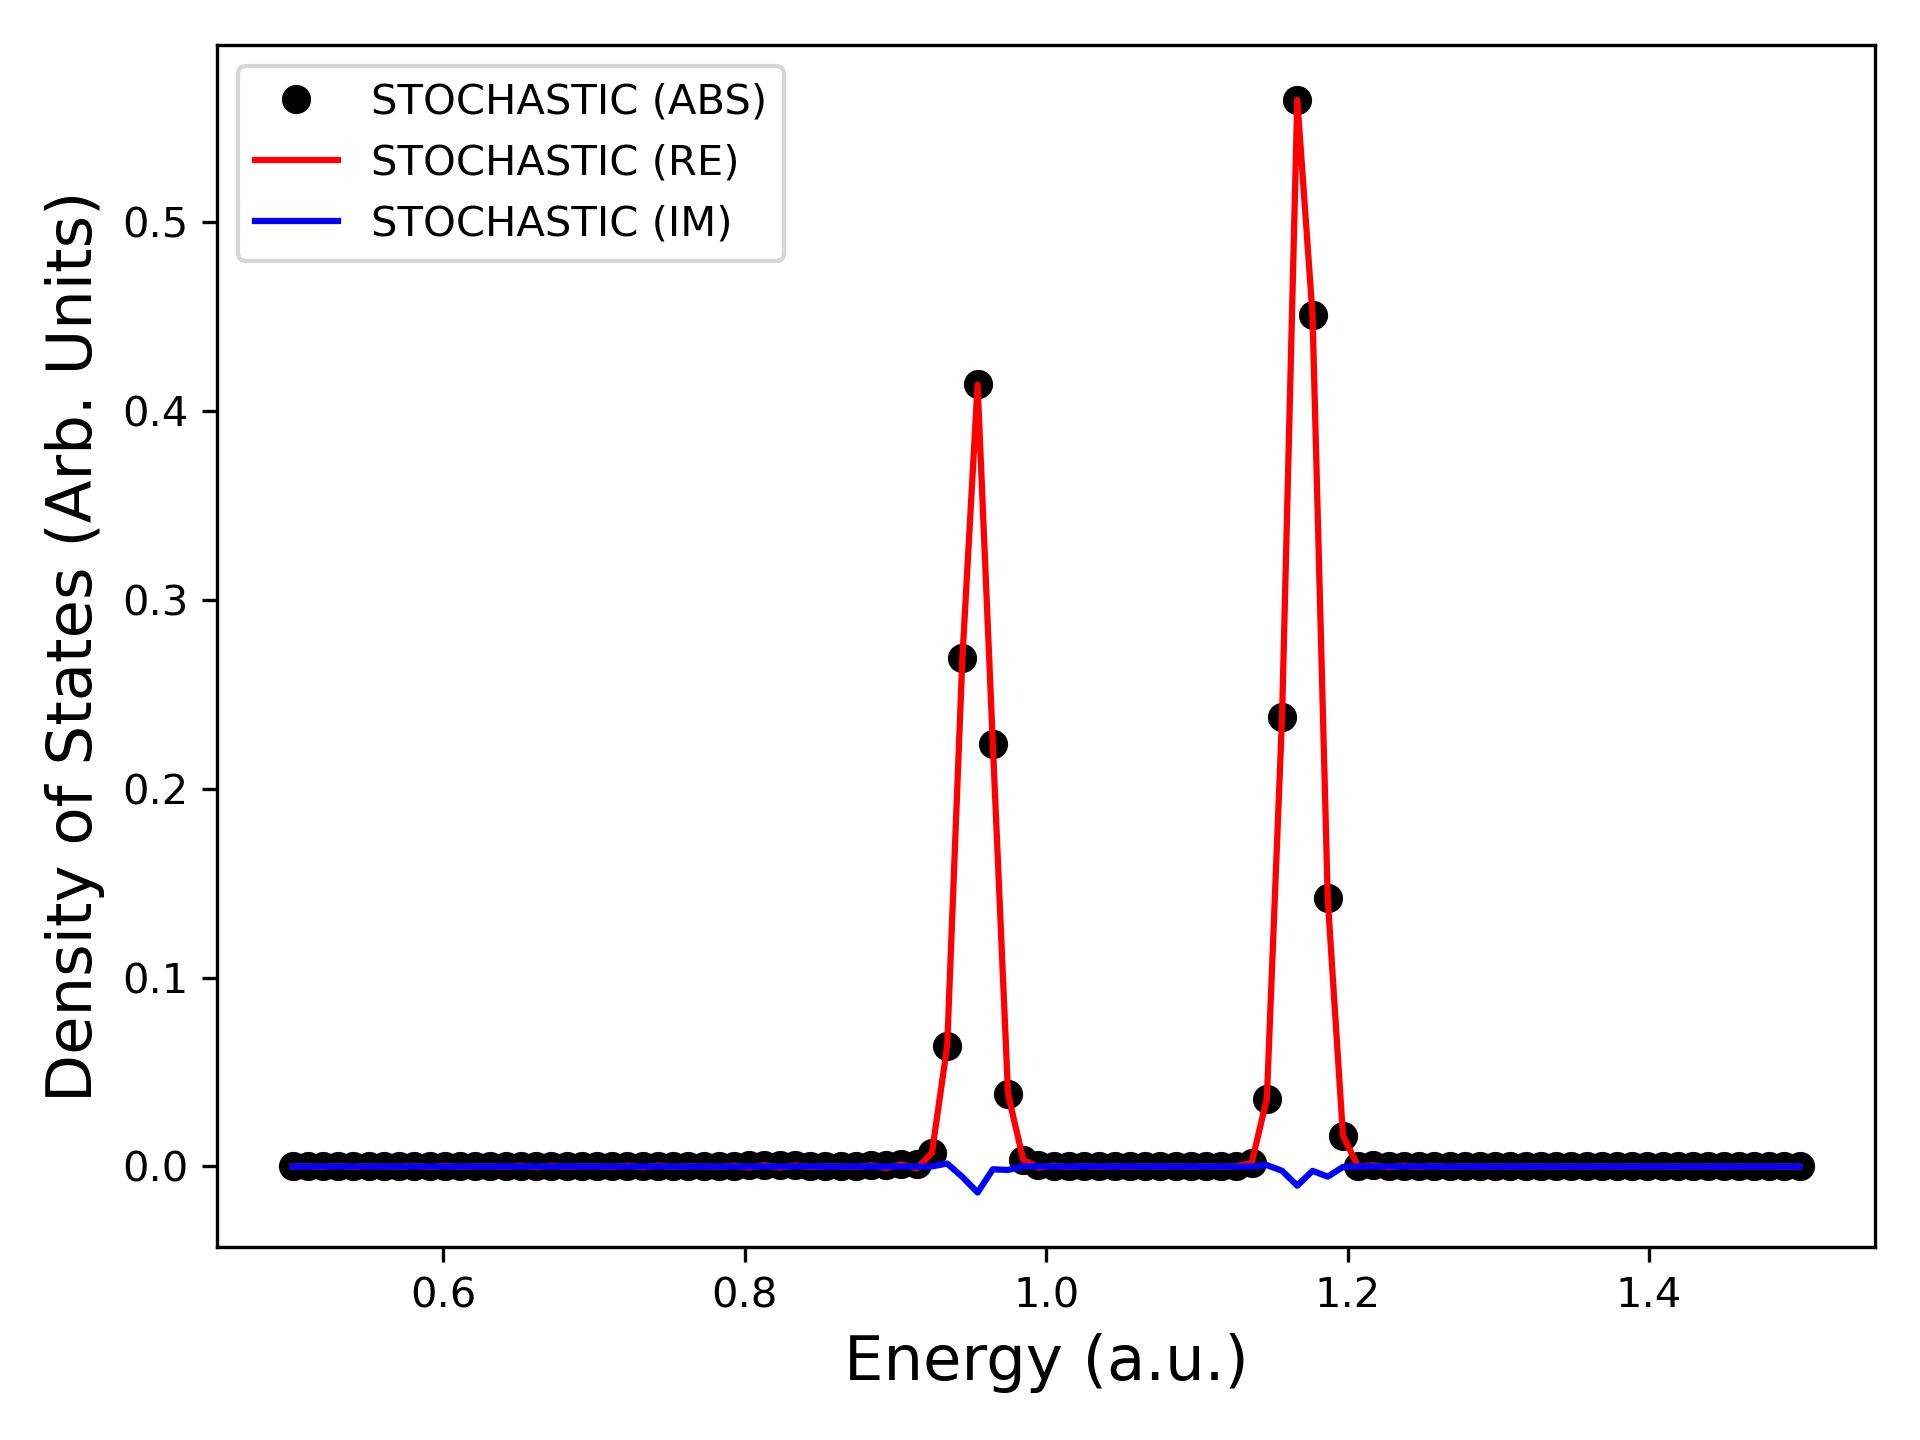 STOCHASTIC (ABS)
STOCHASTIC (RE)
STOCHASTIC (IM)
Density of States (Arb. Units)
0.5
0.4
0.3
0.2
0.1
0.0
0.6 0.8 1.0 1.2 1.4
Energy (a.u.)